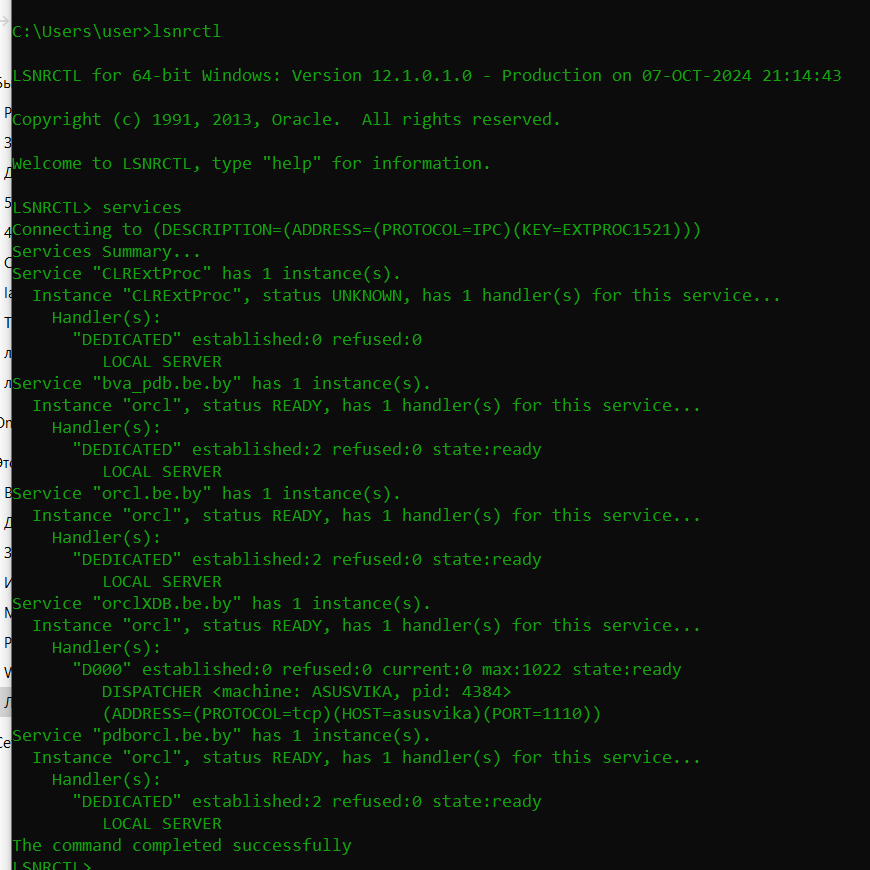 C:\Users\user>lsnrctl
LSNRCTL for 64-bit Windows: Version 12.1.0.1.0 - Production on 07-OCT-2024 21:14:43
Copyright (c) 1991, 2013, Oracle.  All rights reserved.
Welcome to LSNRCTL, type "help" for information.
LSNRCTL> services
Connecting to (DESCRIPTION=(ADDRESS=(PROTOCOL=IPC)(KEY=EXTPROC1521)))
Services Summary...
Service "CLRExtProc" has 1 instance(s).
  Instance "CLRExtProc", status UNKNOWN, has 1 handler(s) for this service...
    Handler(s):
      "DEDICATED" established:0 refused:0
         LOCAL SERVER
Service "bva_pdb.be.by" has 1 instance(s).
  Instance "orcl", status READY, has 1 handler(s) for this service...
    Handler(s):
      "DEDICATED" established:2 refused:0 state:ready
         LOCAL SERVER
Service "orcl.be.by" has 1 instance(s).
  Instance "orcl", status READY, has 1 handler(s) for this service...
    Handler(s):
      "DEDICATED" established:2 refused:0 state:ready
         LOCAL SERVER
Service "orclXDB.be.by" has 1 instance(s).
  Instance "orcl", status READY, has 1 handler(s) for this service...
    Handler(s):
      "D000" established:0 refused:0 current:0 max:1022 state:ready
         DISPATCHER <machine: ASUSVIKA, pid: 4384>
         (ADDRESS=(PROTOCOL=tcp)(HOST=asusvika)(PORT=1110))
Service "pdborcl.be.by" has 1 instance(s).
  Instance "orcl", status READY, has 1 handler(s) for this service...
    Handler(s):
      "DEDICATED" established:2 refused:0 state:ready
         LOCAL SERVER
The command completed successfully
LSNRCTL>